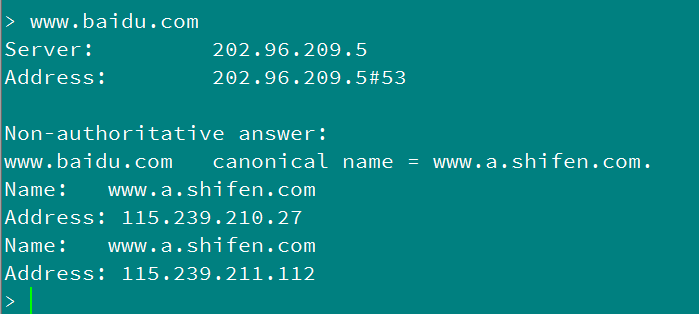 > www.baidu.com
Server:         202.96.209.5
Address:        202.96.209.5#53

Non-authoritative answer:
www.baidu.com   canonical name = www.a.shifen.com.
Name:   www.a.shifen.com
Address: 115.239.210.27
Name:   www.a.shifen.com
Address: 115.239.211.112
>